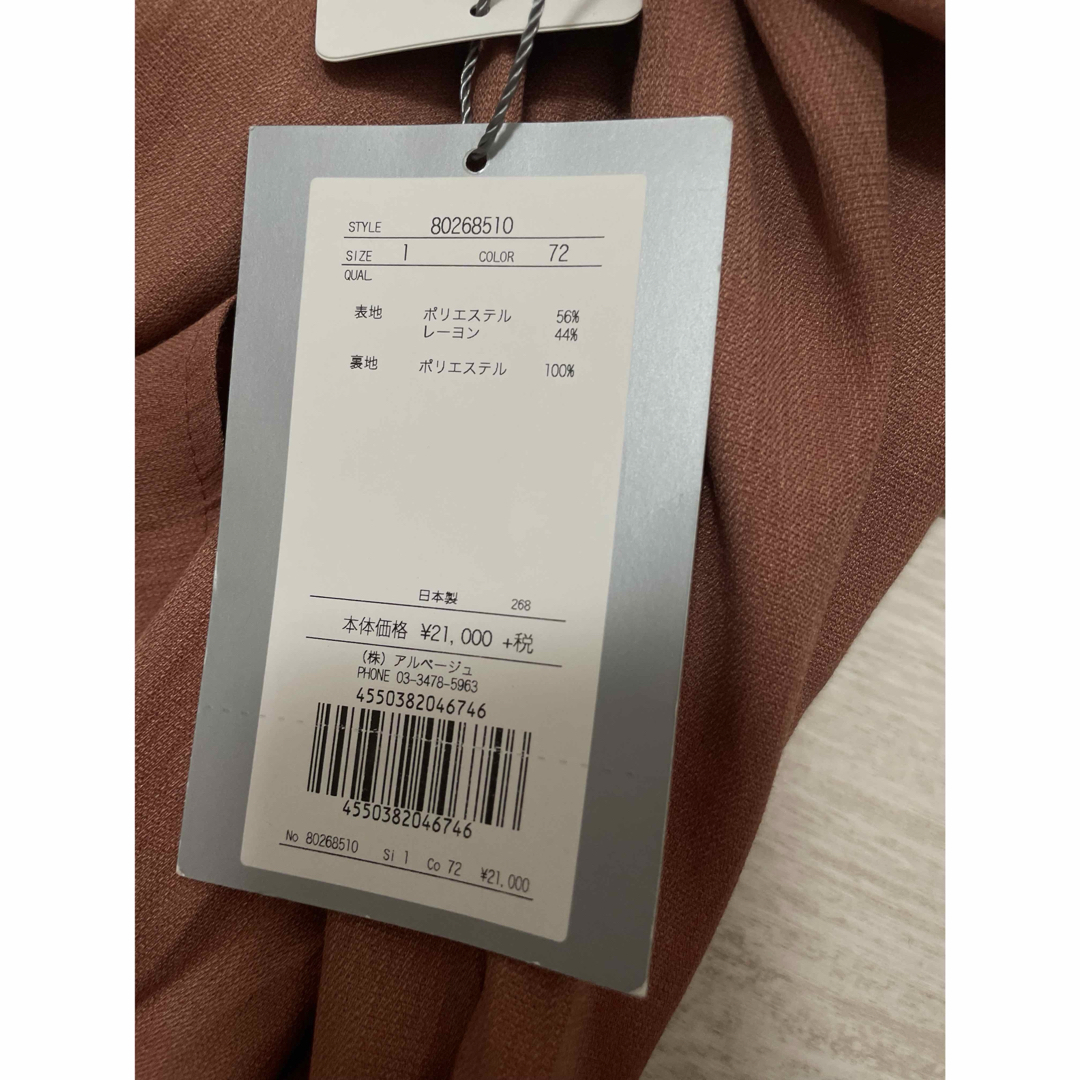 STYLE 80268510
SIZE 1 COLOR 72
QUAL
表地 ポリエステル 56%
レーヨン 44%
裏地 ポリエステル 100%
日本製 268
本体価格 ¥21,000 +税
(株) アルページュ
PHONE 03-3478-5963
4550382046746
4550382046746
No 80268510 Si 1 Co 72 ¥21,000